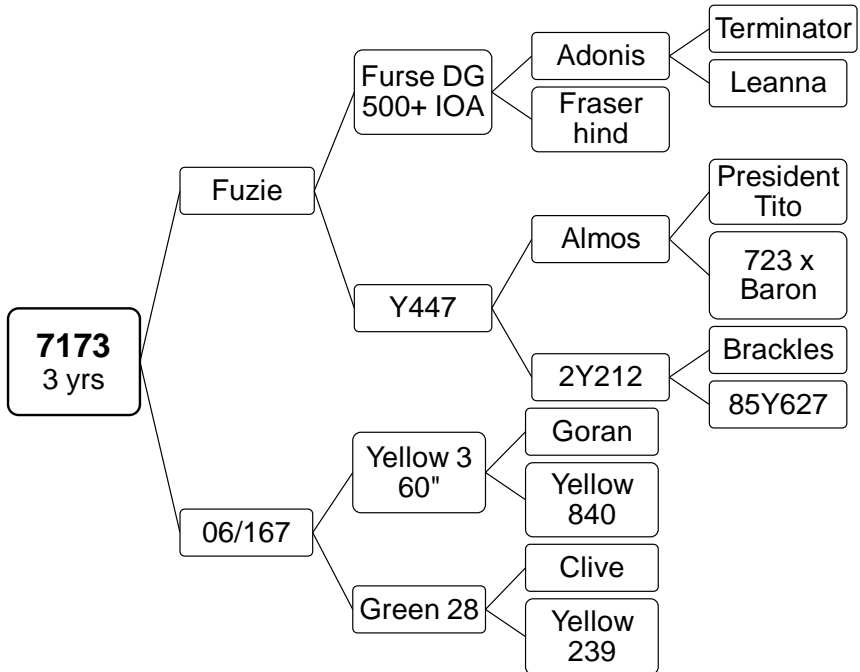 7173
3 yrs
Fuzie
06/167
Furse DG
500+ IOA
Y447
Yellow 3
60"
Green 28
Adonis
Fraser
hind
Almos
2Y212
Goran
Yellow
840
Clive
Yellow
239
Terminator
Leanna
President
Tito
723 x
Baron
Brackles
85Y627